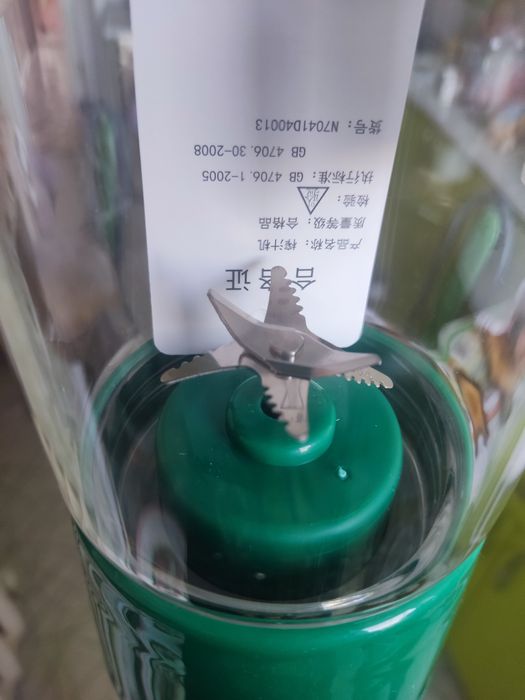 合格证
产品名称: 榨汁机
质量等级: 合格品
检验: 验
执行标准: GB 4706.1-2005
GB 4706.30-2008
货号: N7041D40013